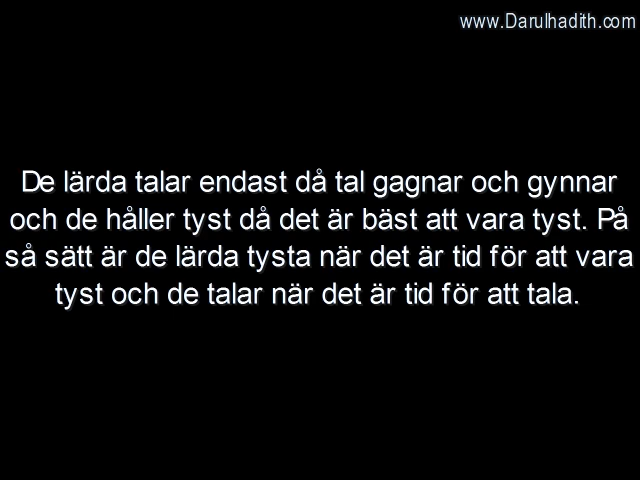 www.Darulhadith.com
De lärda talar endast då tal gagnar och gynnar
och de håller tyst då det är bäst att vara tyst. På
så sätt är de lärda tysta när det är tid för att vara
tyst och de talar när det är tid för att tala.